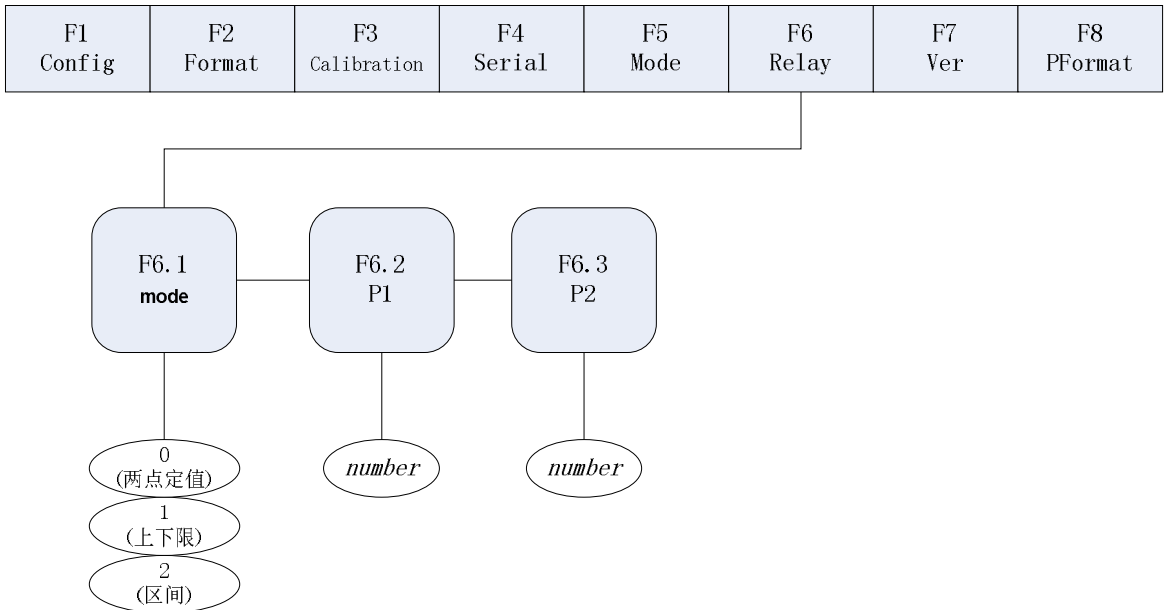 F1
Config
F2
Format
F3
Calibration
F4
Serial
F5
Mode
F6
Relay
F7
Ver
F8
PFormat
F6.1
mode
F6.2
P1
F6.3
P2
0
(两点定值)
1
(上下限)
2
(区间)
number
number